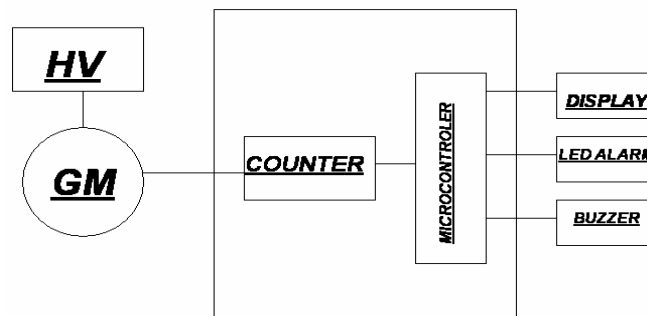 HV
GM
COUNTER
MICROCONTROLER
DISPLAY
LED ALARM
BUZZER